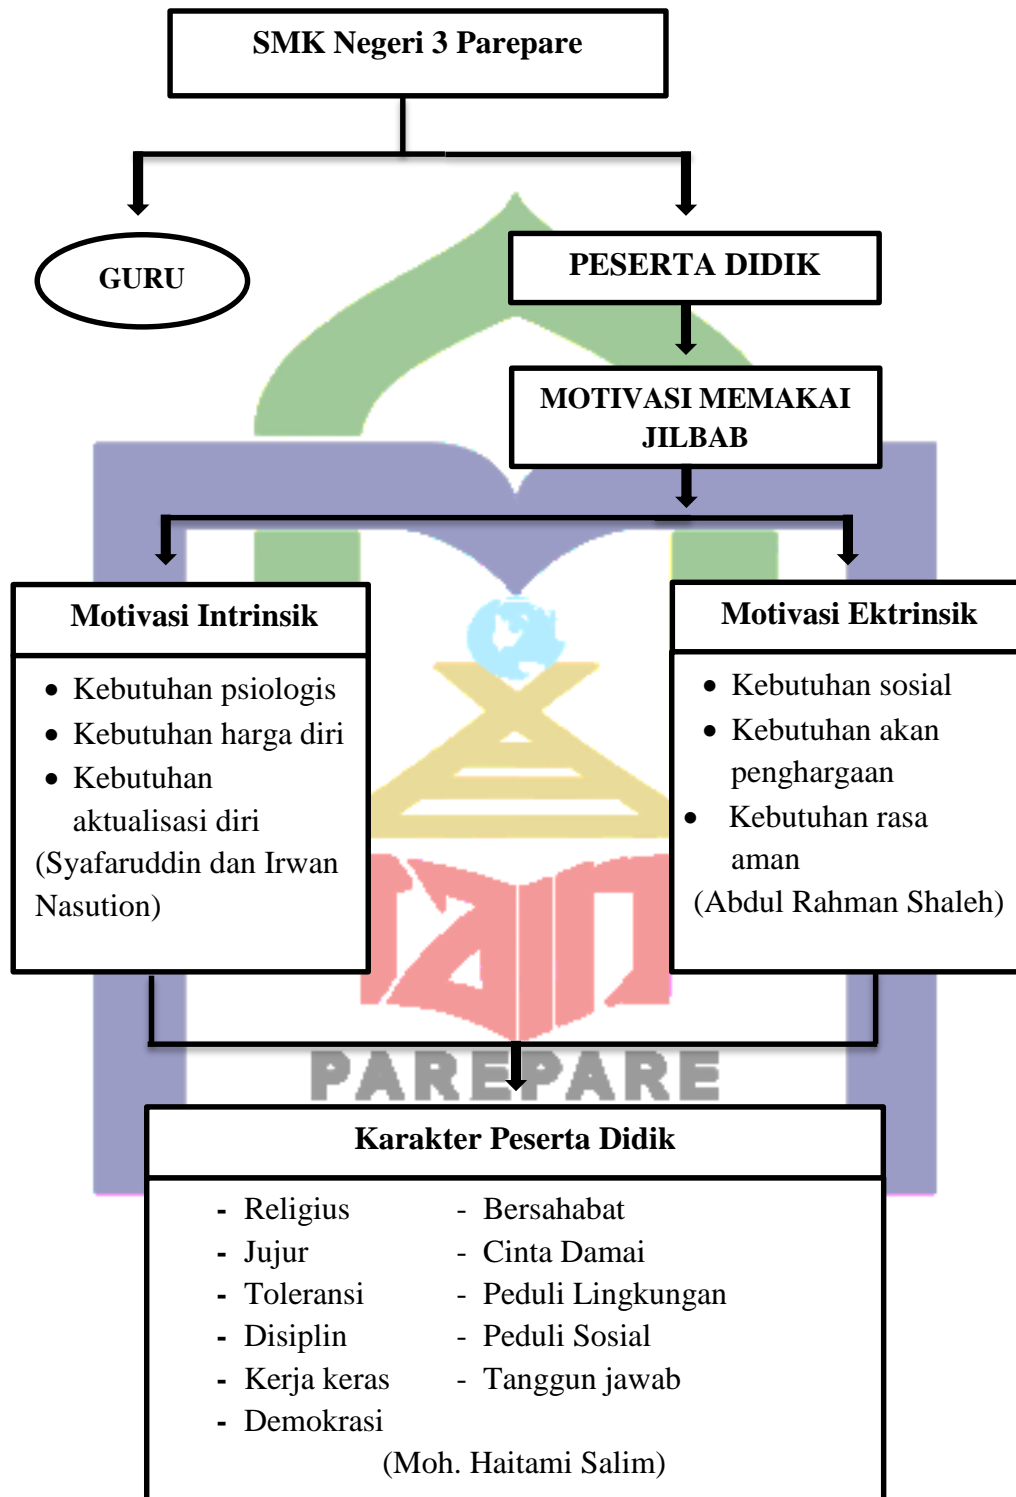 SMK Negeri 3 Parepare
GURU
PESERTA DIDIK
MOTIVASI MEMAKAI
JILBAB
Motivasi Intrinsik
• Kebutuhan psiologis
• Kebutuhan harga diri
• Kebutuhan
aktualisasi diri
(Syafaruddin dan Irwan
Nasution)
Motivasi Ektrinsik
• Kebutuhan sosial
• Kebutuhan akan
penghargaan
• Kebutuhan rasa
aman
(Abdul Rahman Shaleh)
iain
PAREPARE
Karakter Peserta Didik
- Religius
- Jujur
- Toleransi
- Disiplin
- Kerja keras
- Demokrasi
- Bersahabat
- Cinta Damai
- Peduli Lingkungan
- Peduli Sosial
- Tanggun jawab
(Moh. Haitami Salim)